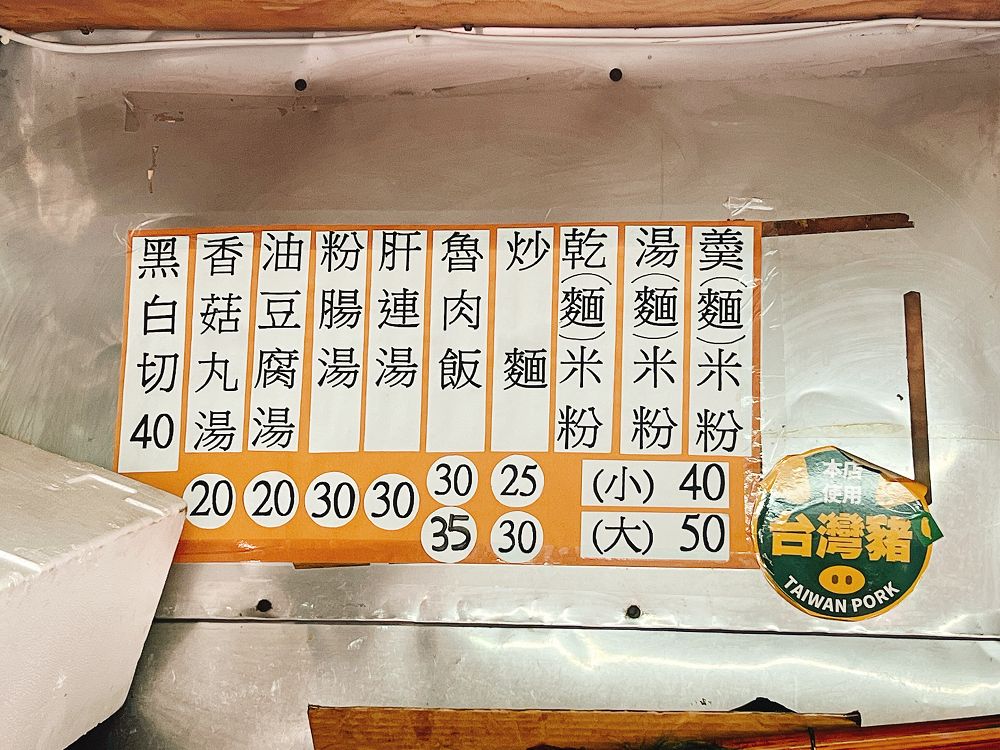 羹(麵)米粉
湯(麵)米粉
乾(麵)米粉
(小) 40
(大) 50
炒麵
25
30
魯肉飯
30
35
肝連湯
30
粉腸湯
30
油豆腐湯
20
香菇丸湯
20
黑白切40
本店
使用
台灣豬
TAIWAN PORK